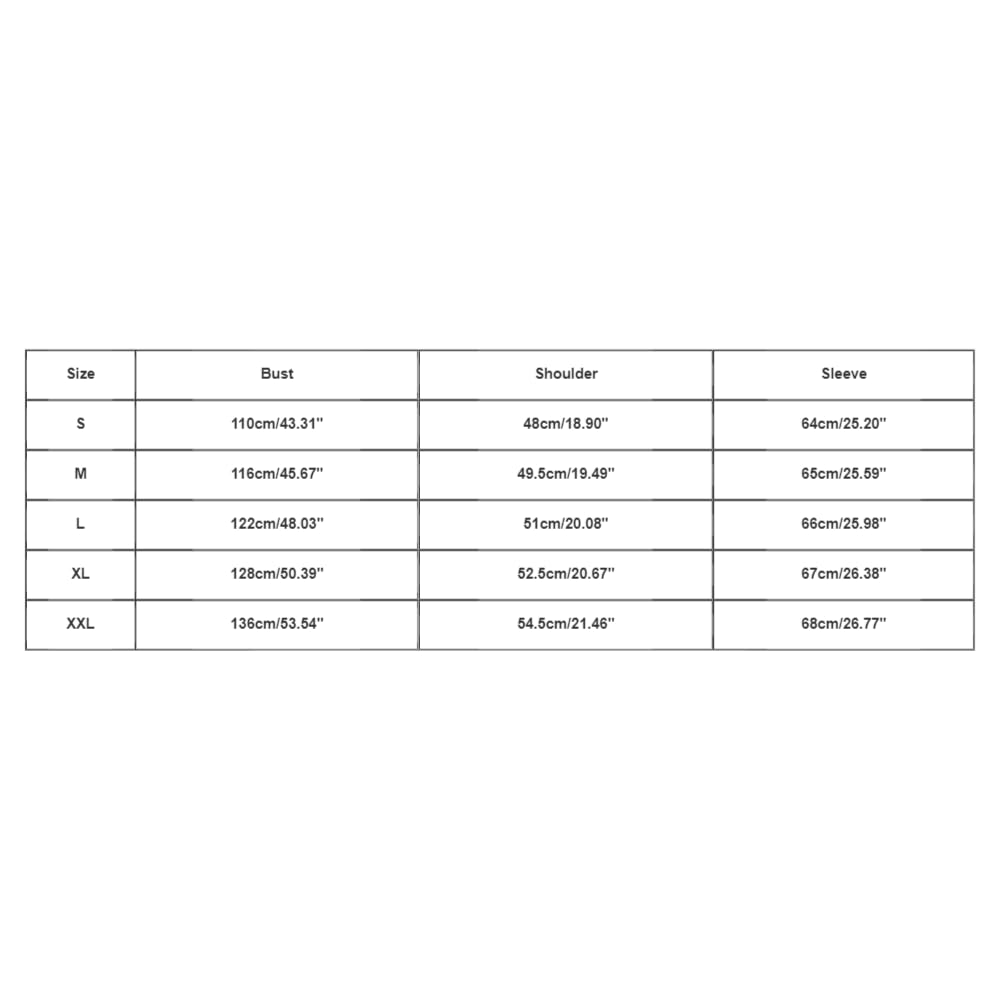 Size Bust Shoulder Sleeve
S 110cm/43.31" 48cm/18.90" 64cm/25.20"
M 116cm/45.67" 49.5cm/19.49" 65cm/25.59"
L 122cm/48.03" 51cm/20.08" 66cm/25.98"
XL 128cm/50.39" 52.5cm/20.67" 67cm/26.38"
XXL 136cm/53.54" 54.5cm/21.46" 68cm/26.77"